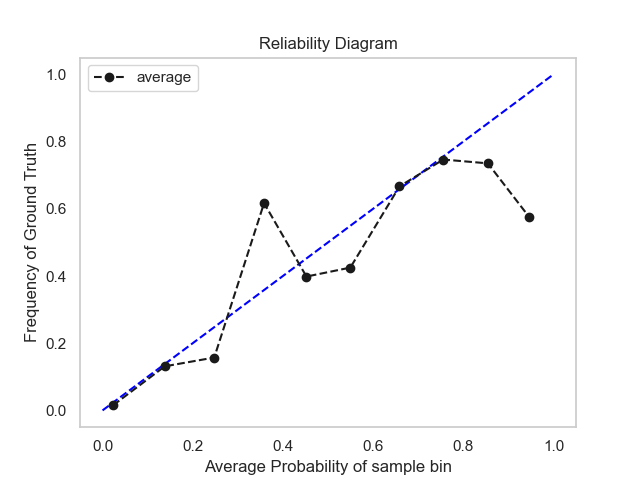 Reliability Diagram
average
Frequency of Ground Truth
1.0
0.8
0.6
0.4
0.2
0.0
0.0 0.2 0.4 0.6 0.8 1.0
Average Probability of sample bin